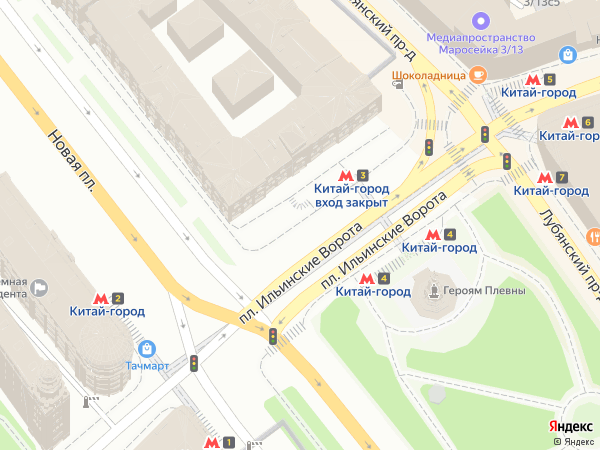 3/13с5
Лубянский пр-д
Медиапространство
Маросейка 3/13
Шоколадница
5
Китай-город
6
Китай-гор
Новая пл.
3
Китай-город
вход закрыт
7
Китай-город
пл. Ильинские Ворота
пл. Ильинские Ворота
4
Китай-город
Лубянский пр-д
4
Китай-город
Героям Плевны
2
Китай-город
Тачмарт
1
Яндекс
© Яндекс